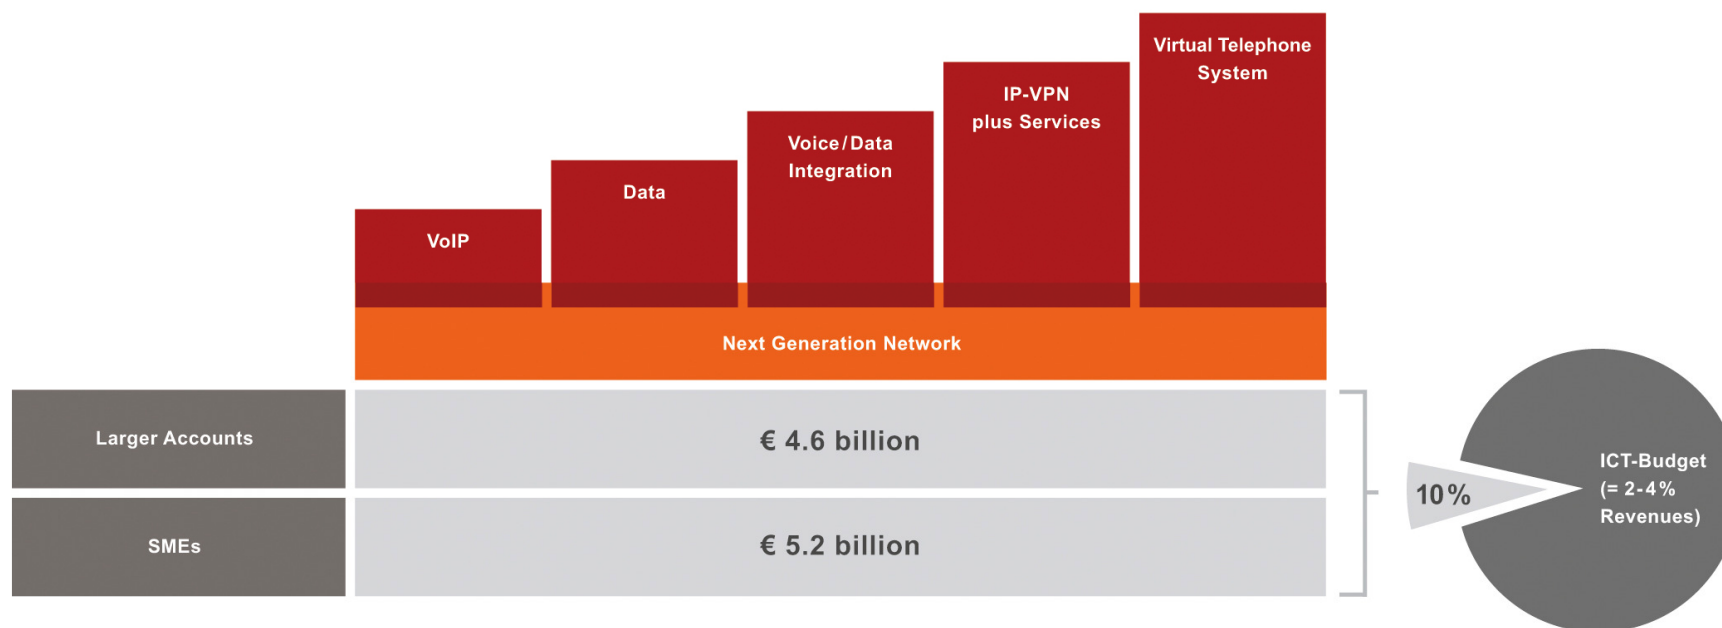 Virtual Telephone
System
IP-VPN
plus Services
Voice/Data
Integration
Data
VoIP
Next Generation Network
Larger Accounts
€ 4.6 billion
SMEs
€ 5.2 billion
10%
ICT-Budget
(= 2-4%
Revenues)